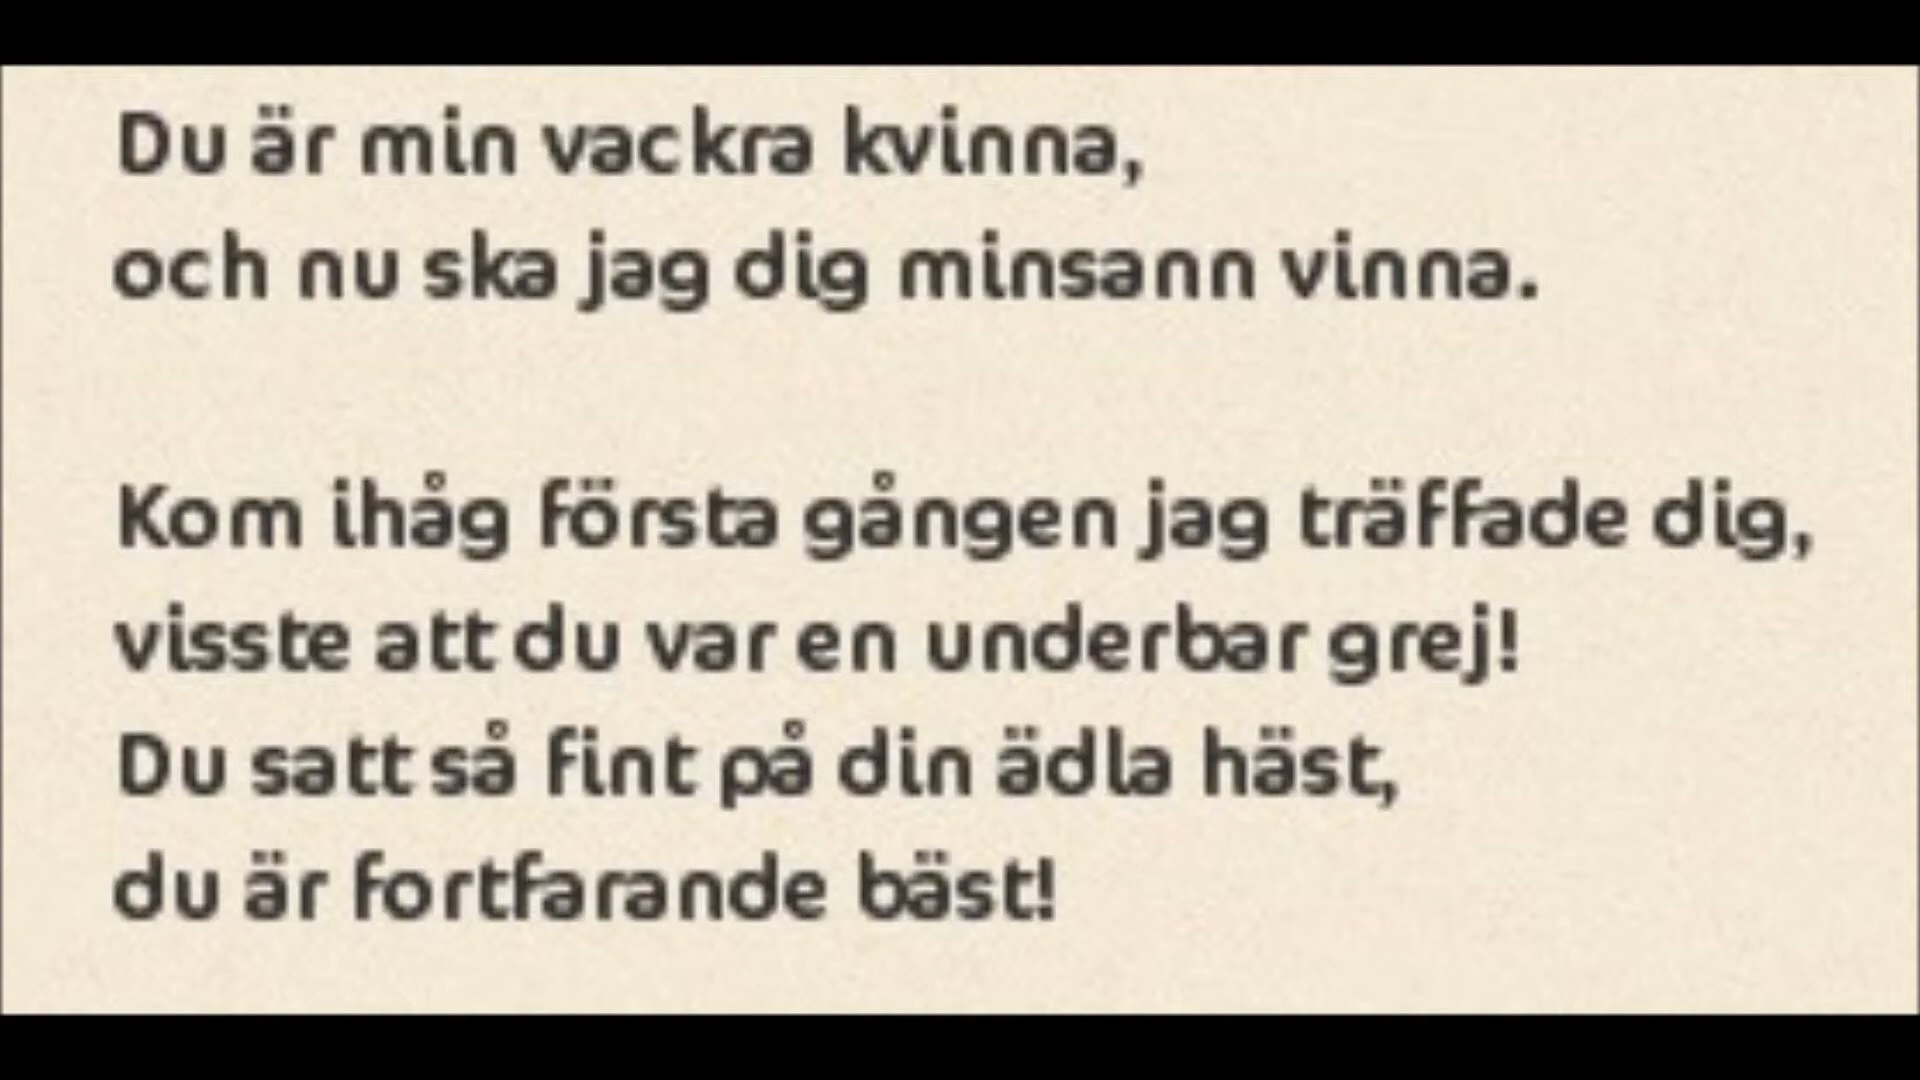 Du är min vackra kvinna,
och nu ska jag dig minsann vinna.
Kom ihåg första gången jag träffade dig,
visste att du var en underbar grej!
Du satt så fint på din ädla häst,
du är fortfarande bäst!